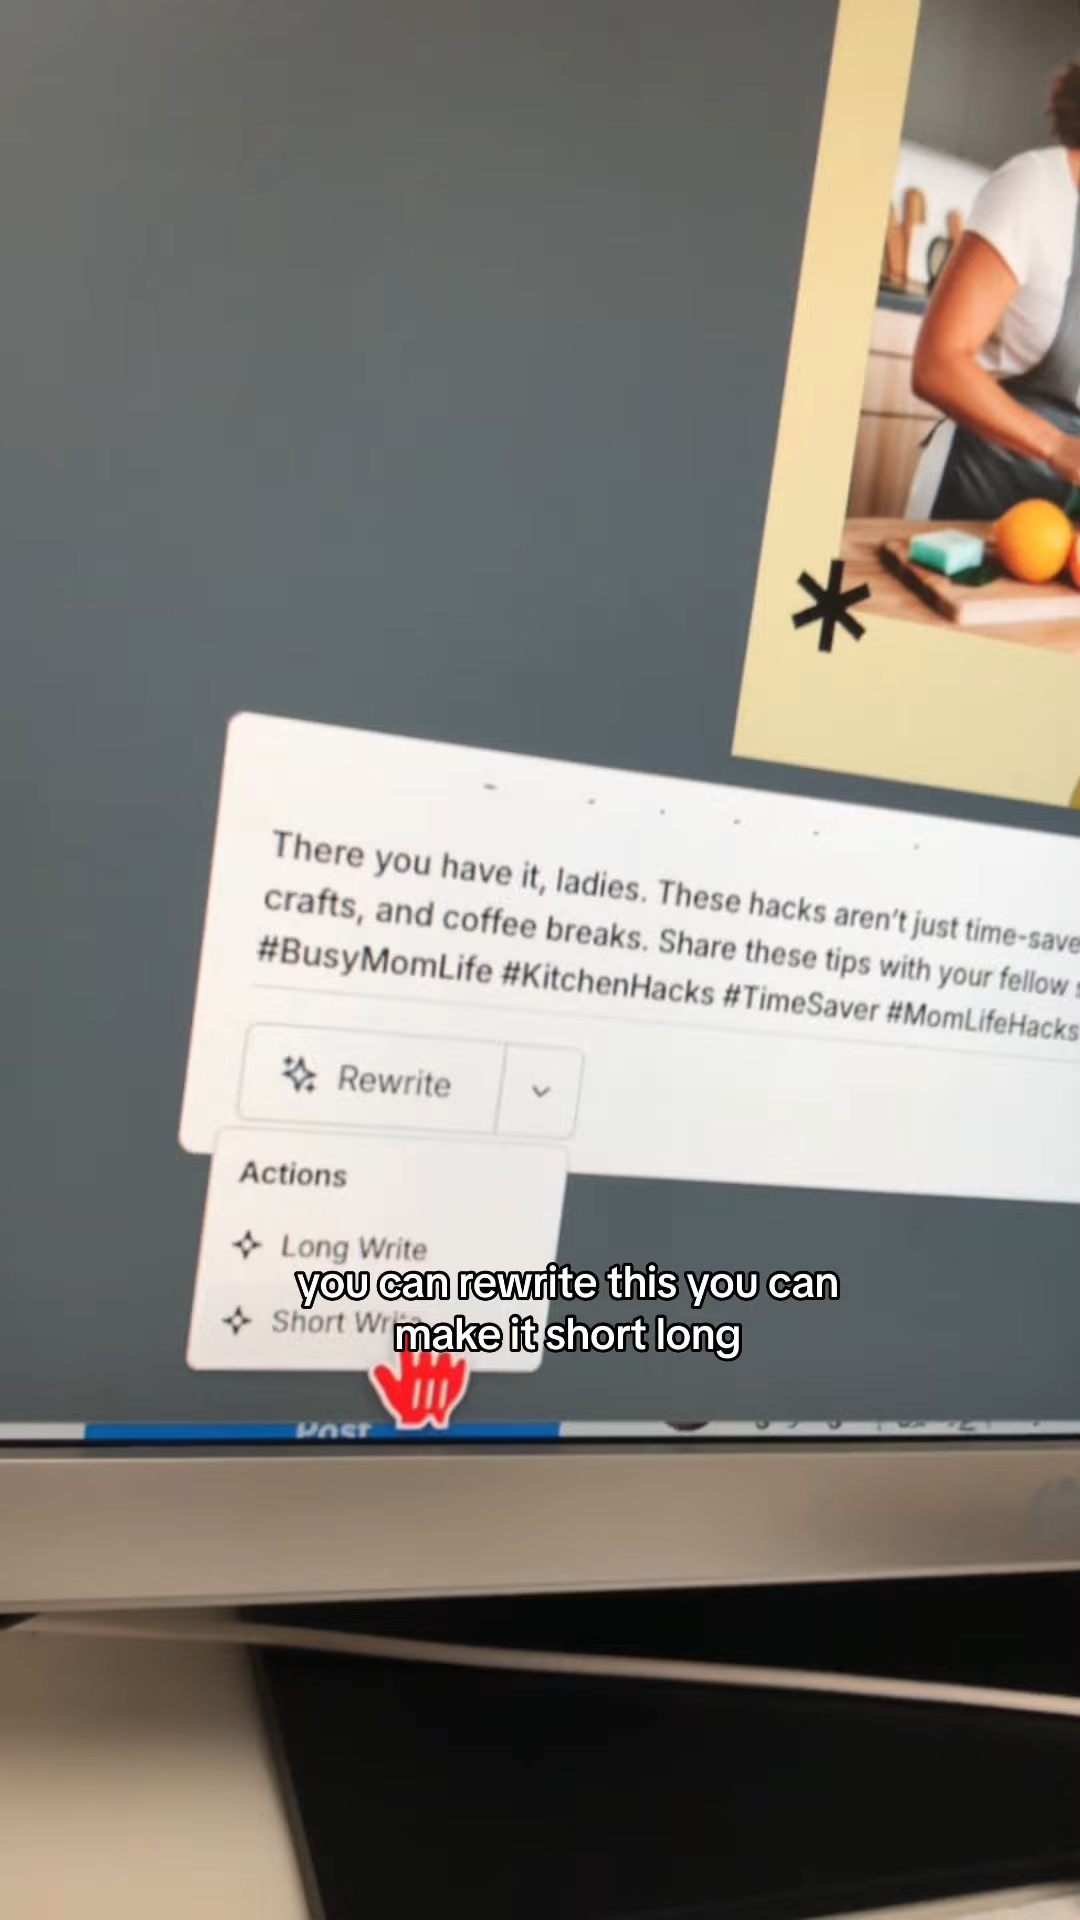 There you have it, ladies. These hacks aren't just time-save
crafts, and coffee breaks. Share these tips with your fellow
#BusyMomLife #KitchenHacks #TimeSaver #MomLifeHacks
Rewrite
Actions
Long Write
Short Write
you can rewrite this you can
make it short long
Post